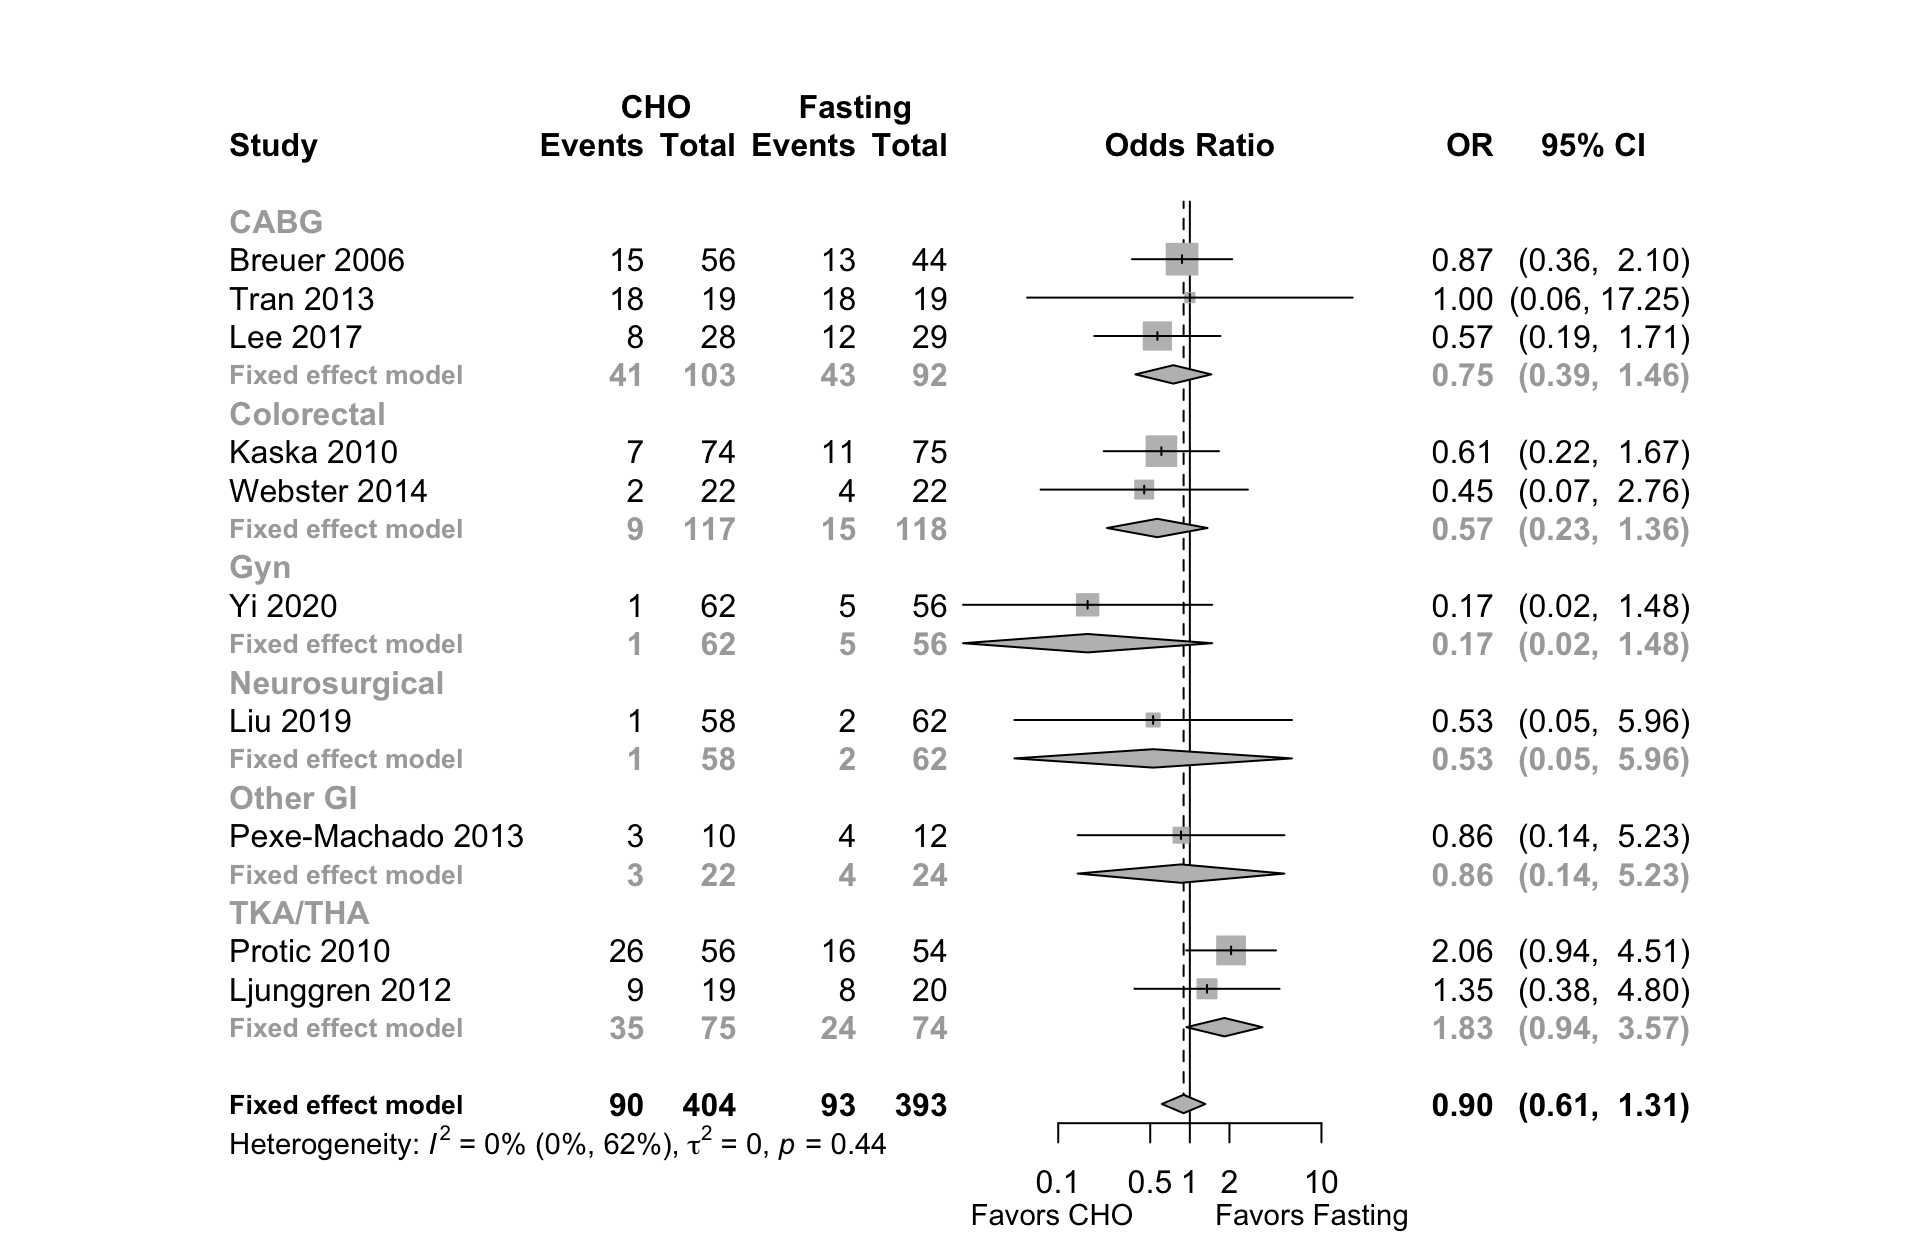 CHO Fasting
Study Events Total Events Total Odds Ratio OR 95% CI
CABG
Breuer 2006 15 56 13 44 0.87 (0.36, 2.10)
Tran 2013 18 19 18 19 1.00 (0.06, 17.25)
Lee 2017 8 28 12 29 0.57 (0.19, 1.71)
Fixed effect model 41 103 43 92 0.75 (0.39, 1.46)
Colorectal
Kaska 2010 7 74 11 75 0.61 (0.22, 1.67)
Webster 2014 2 22 4 22 0.45 (0.07, 2.76)
Fixed effect model 9 117 15 118 0.57 (0.23, 1.36)
Gyn
Yi 2020 1 62 5 56 0.17 (0.02, 1.48)
Fixed effect model 1 62 5 56 0.17 (0.02, 1.48)
Neurosurgical
Liu 2019 1 58 2 62 0.53 (0.05, 5.96)
Fixed effect model 1 58 2 62 0.53 (0.05, 5.96)
Other GI
Pexe-Machado 2013 3 10 4 12 0.86 (0.14, 5.23)
Fixed effect model 3 22 4 24 0.86 (0.14, 5.23)
TKA/THA
Protic 2010 26 56 16 54 2.06 (0.94, 4.51)
Ljunggren 2012 9 19 8 20 1.35 (0.38, 4.80)
Fixed effect model 35 75 24 74 1.83 (0.94, 3.57)
Fixed effect model 90 404 93 393 0.90 (0.61, 1.31)
Heterogeneity: I² = 0% (0%, 62%), τ² = 0, p = 0.44
0.1 0.5 1 2 10
Favors CHO Favors Fasting